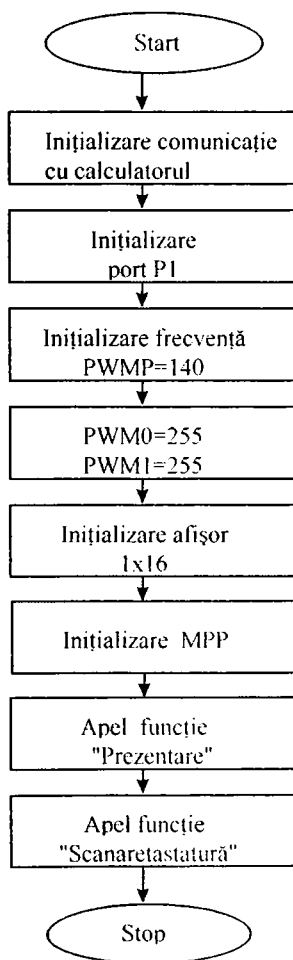 Start
Inițializare comunicație
cu calculatorul
Inițializare
port P1
Inițializare frecvență
PWMP=140
PWM0=255
PWM1=255
Inițializare afișor
1x16
Inițializare MPP
Apel funcție
"Prezentare"
Apel funcție
"Scanaretastatură"
Stop